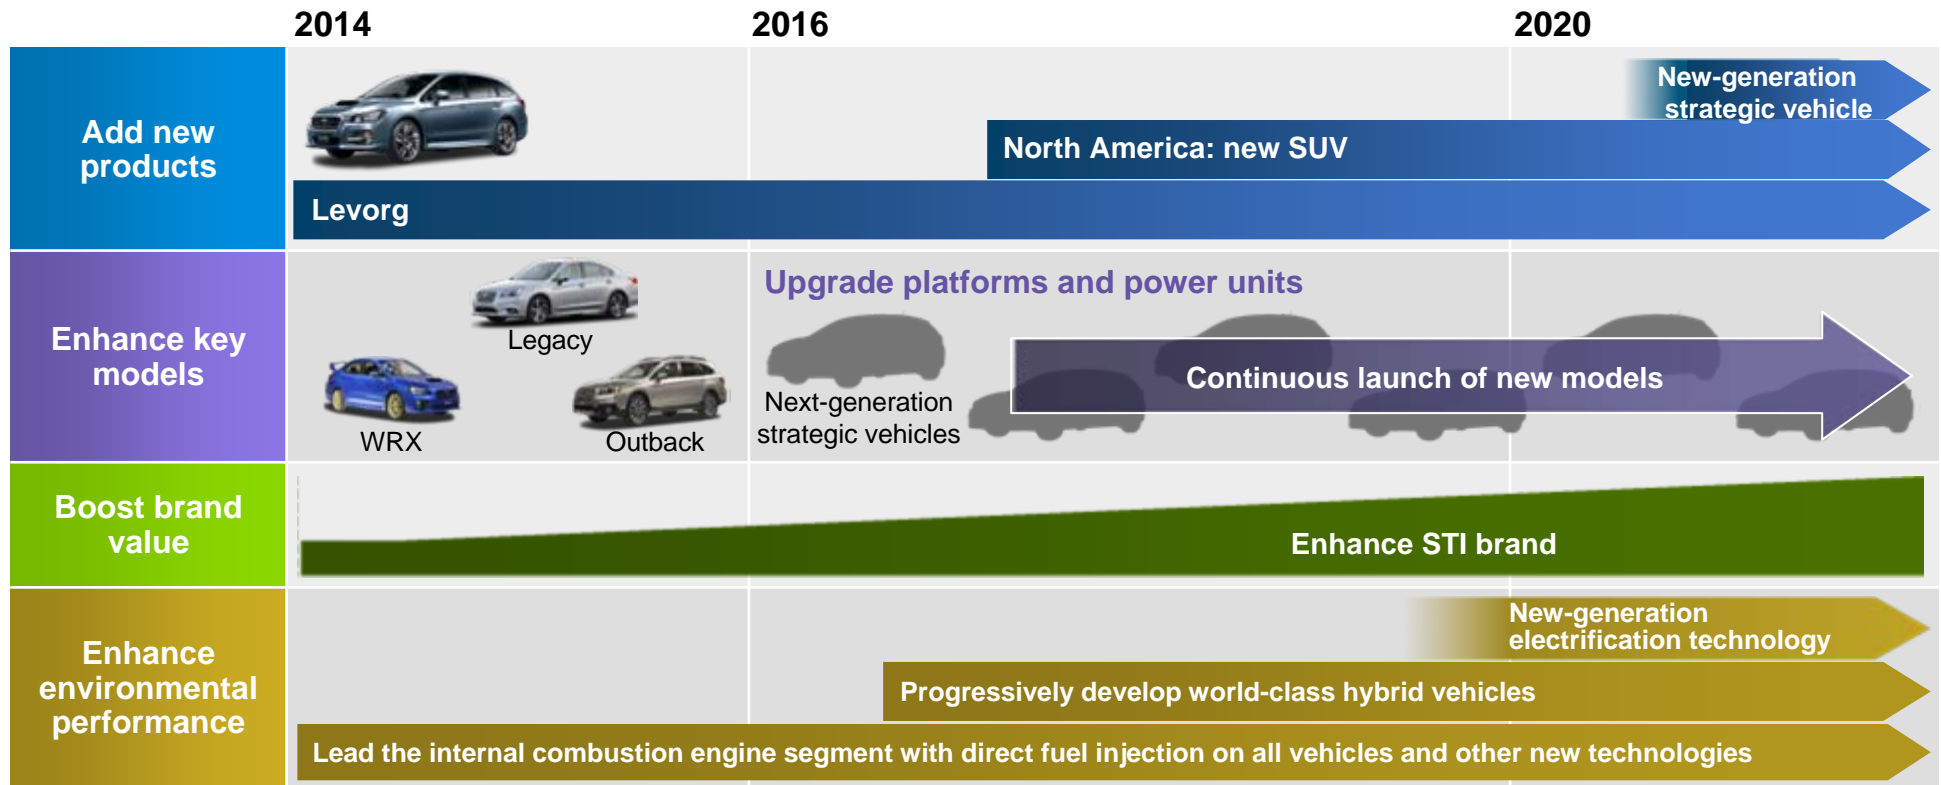 2014
2016
2020
Add new
products
New-generation
strategic vehicle
North America: new SUV
Levorg
Enhance key
models
Legacy
WRX
Outback
Upgrade platforms and power units
Next-generation
strategic vehicles
Continuous launch of new models
Boost brand
value
Enhance STI brand
Enhance
environmental
performance
New-generation
electrification technology
Progressively develop world-class hybrid vehicles
Lead the internal combustion engine segment with direct fuel injection on all vehicles and other new technologies